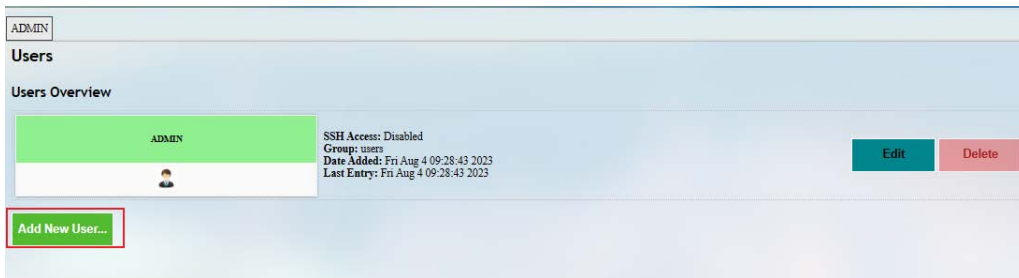 ADMIN
Users
Users Overview
ADMIN
SSH Access: Disabled
Group: users
Date Added: Fri Aug 4 09:28:43 2023
Last Entry: Fri Aug 4 09:28:43 2023
Edit
Delete
Add New User...